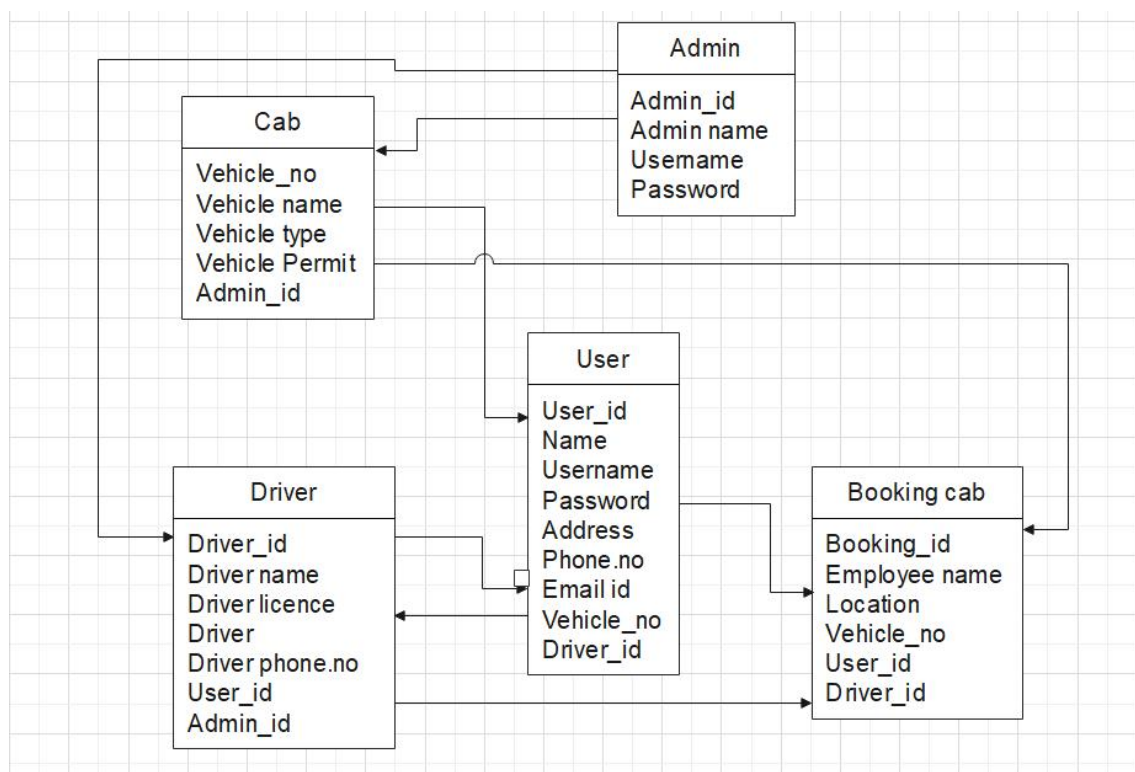 Admin
Admin_id
Admin name
Username
Password
Cab
Vehicle_no
Vehicle name
Vehicle type
Vehicle Permit
Admin_id
User
User_id
Name
Username
Password
Address
Phone.no
Email id
Vehicle_no
Driver_id
Driver
Driver_id
Driver name
Driver licence
Driver
Driver phone.no
User_id
Admin_id
Booking cab
Booking_id
Employee name
Location
Vehicle_no
User_id
Driver_id